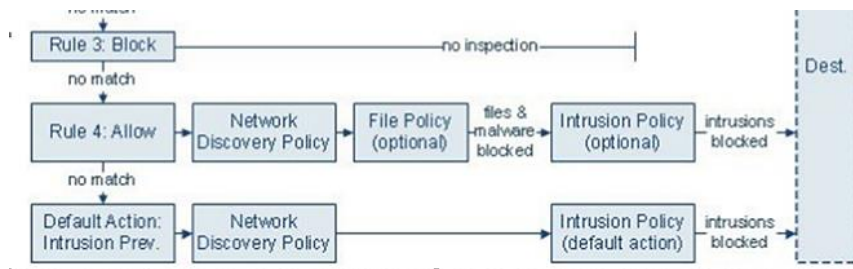 no match
Rule 3: Block
no inspection
Dest.
no match
Rule 4: Allow
Network
Discovery Policy
File Policy
(optional)
files &
malware
blocked
Intrusion Policy
(optional)
intrusions
blocked
no match
Default Action:
Intrusion Prev.
Network
Discovery Policy
Intrusion Policy
(default action)
intrusions
blocked